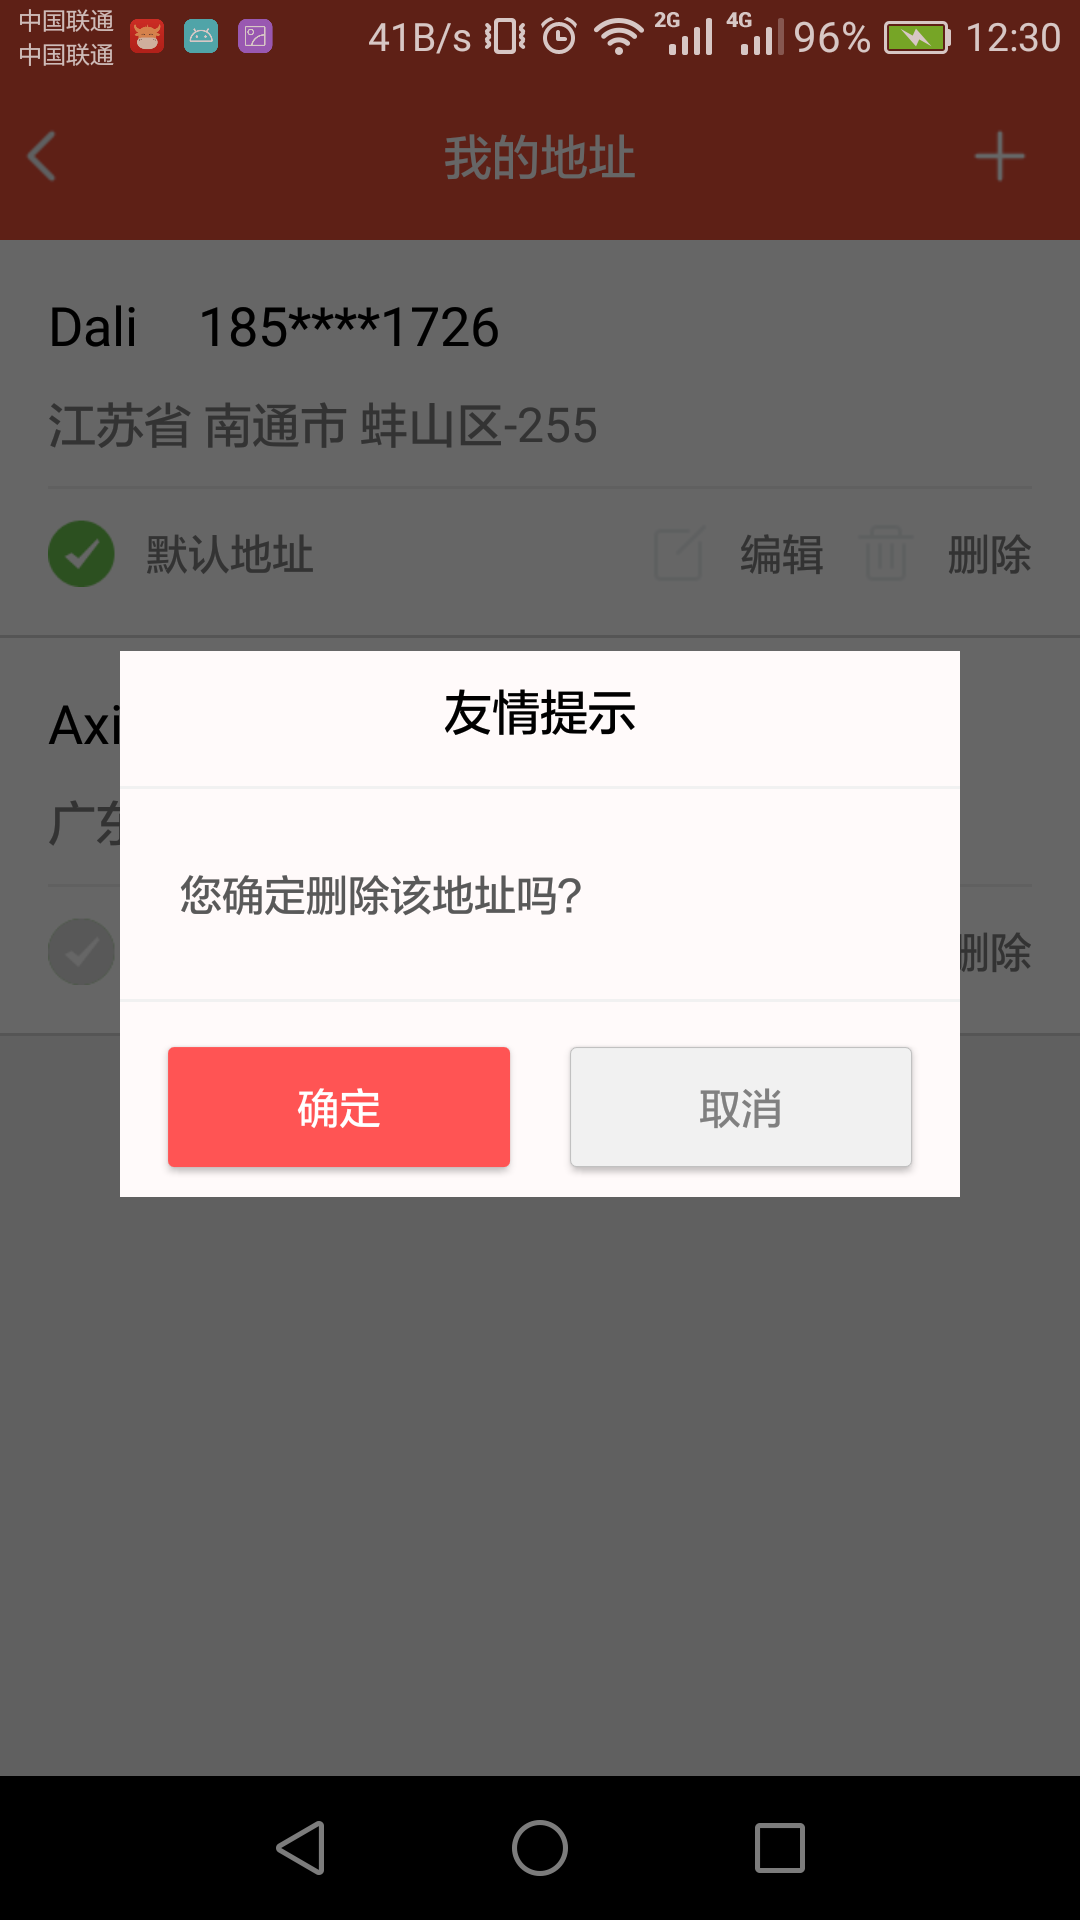 中国联通
中国联通
41B/s 2G 4G 96% 12:30
我的地址
Dali 185****1726
江苏省 南通市 蚌山区-255
默认地址 编辑 删除
Axi
广东
友情提示
您确定删除该地址吗?
删除
确定 取消